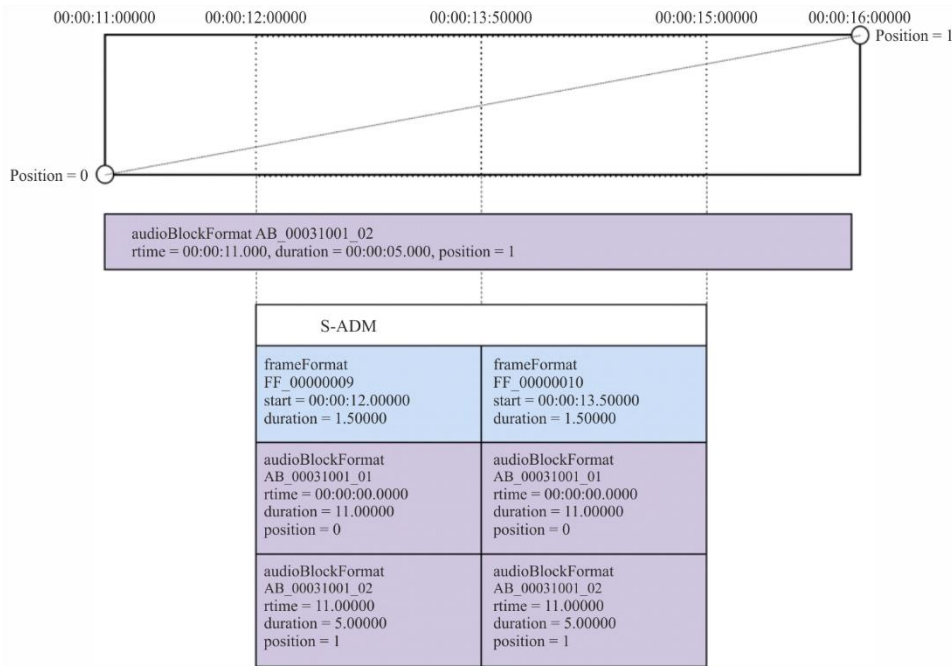 00:00:11:00000
00:00:12:00000
00:00:13:50000
00:00:15:00000
00:00:16:00000
Position = 1
Position = 0
audioBlockFormat AB_00031001_02
rtime = 00:00:11.000, duration = 00:00:05.000, position = 1
S-ADM
frameFormat
FF_00000009
start = 00:00:12.00000
duration = 1.50000
frameFormat
FF_00000010
start = 00:00:13.50000
duration = 1.50000
audioBlockFormat
AB_00031001_01
rtime = 00:00:00.0000
duration = 11.00000
position = 0
audioBlockFormat
AB_00031001_01
rtime = 00:00:00.0000
duration = 11.00000
position = 0
audioBlockFormat
AB_00031001_02
rtime = 11.00000
duration = 5.00000
position = 1
audioBlockFormat
AB_00031001_02
rtime = 11.00000
duration = 5.00000
position = 1